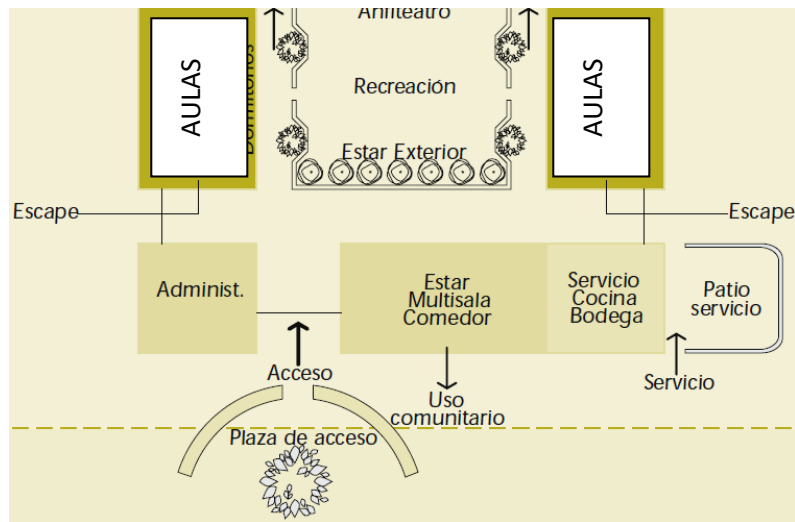 Anfiteatro
AULAS
Dormitorios
AULAS
Recreación
Estar Exterior
Escape
Escape
Administ.
Estar
Multisala
Comedor
Servicio
Cocina
Bodega
Patio
servicio
Acceso
Servicio
Uso
comunitario
Plaza de acceso